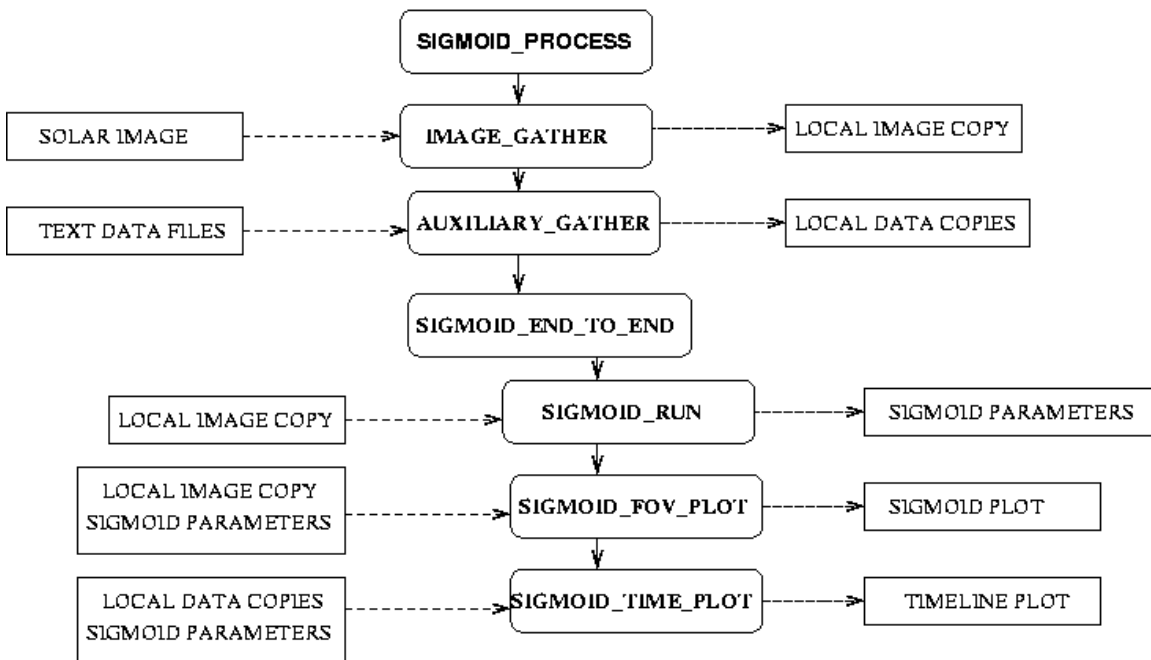 SIGMOID_PROCESS
SOLAR IMAGE
IMAGE_GATHER
LOCAL IMAGE COPY
TEXT DATA FILES
AUXILIARY_GATHER
LOCAL DATA COPIES
SIGMOID_END_TO_END
LOCAL IMAGE COPY
SIGMOID_RUN
SIGMOID PARAMETERS
LOCAL IMAGE COPY
SIGMOID PARAMETERS
SIGMOID_FOV_PLOT
SIGMOID PLOT
LOCAL DATA COPIES
SIGMOID PARAMETERS
SIGMOID_TIME_PLOT
TIMELINE PLOT